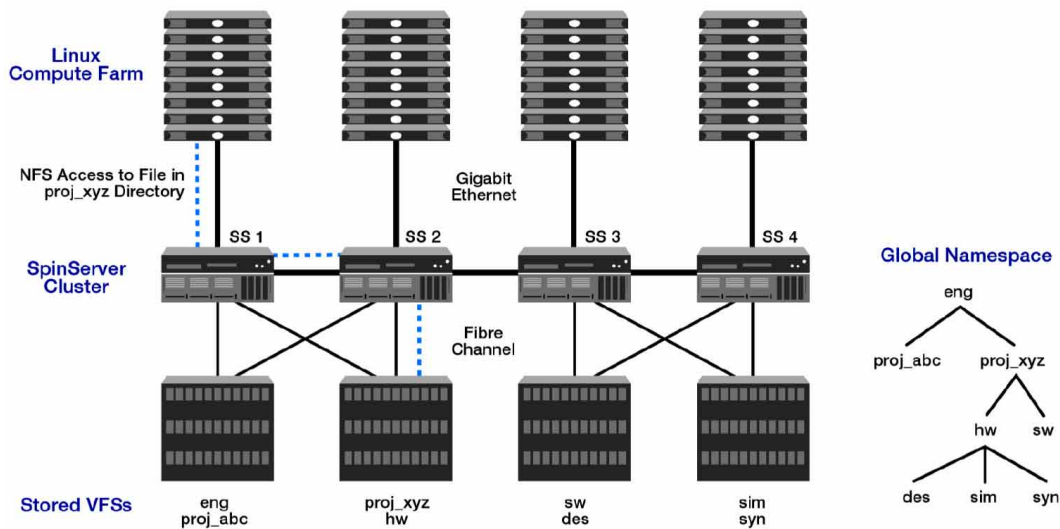 Linux
Compute Farm
NFS Access to File in
proj_xyz Directory
Gigabit
Ethernet
SS 1
SS 2
SS 3
SS 4
SpinServer
Cluster
Fibre
Channel
Stored VFSs
eng
proj_abc
proj_xyz
hw
sw
des
sim
syn
Global Namespace
eng
proj_abc
proj_xyz
hw
sw
des
sim
syn